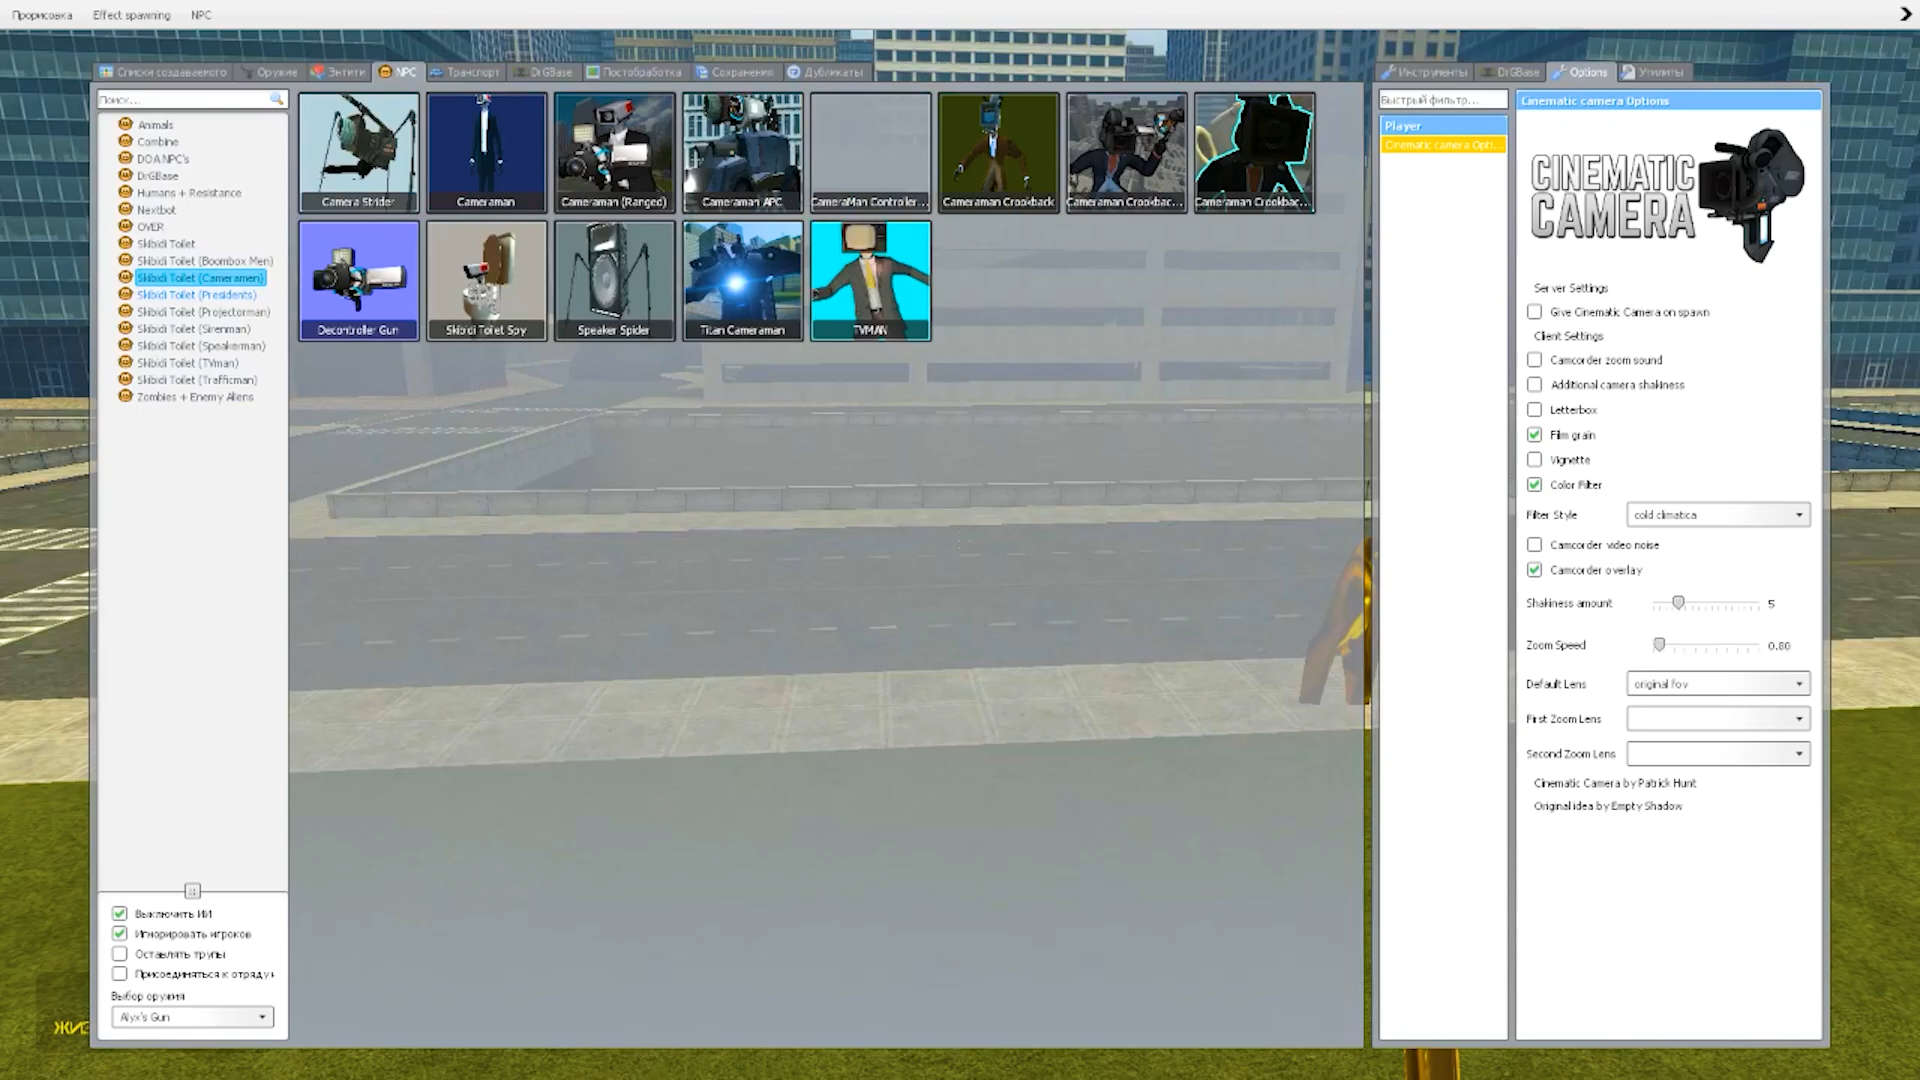 Прорисовка Effect spawning NPC
Списки создаваемого Оружие Энтити NPC Транспорт DrGBase Постобработка Сохранения Дубликаты
Инструменты DrGBase Options Утилиты
Поиск...
Animals
Combine
DOA NPC's
DrGBase
Humans + Resistance
Nextbot
OVER
Skibidi Toilet
Skibidi Toilet (Boombox Men)
Skibidi Toilet (Cameramen)
Skibidi Toilet (Presidents)
Skibidi Toilet (Projectorman)
Skibidi Toilet (Sirenman)
Skibidi Toilet (Speakerman)
Skibidi Toilet (TVman)
Skibidi Toilet (Trafficman)
Zombies + Enemy Aliens
Выключить ИИ
Игнорировать игроков
Оставлять трупы
Присоединяться к отряду
Выбор оружия
Alyx's Gun
Camera Strider Cameraman Cameraman (Ranged) Cameraman APC CameraMan Controller... Cameraman Crookback Cameraman Crookbac... Cameraman Crookbac...
Decontroller Gun Skibidi Toilet Spy Speaker Spider Titan Cameraman TVMAN
Быстрый фильтр...
Player
Cinematic camera Opti...
Cinematic camera Options
CINEMATIC
CAMERA
Server Settings
Give Cinematic Camera on spawn
Client Settings
Camcorder zoom sound
Additional camera shakiness
Letterbox
Film grain
Vignette
Color Filter
Filter Style cold climatica
Camcorder video noise
Camcorder overlay
Shakiness amount 5
Zoom Speed 0.80
Default Lens original fov
First Zoom Lens
Second Zoom Lens
Cinematic Camera by Patrick Hunt
Original idea by Empty Shadow